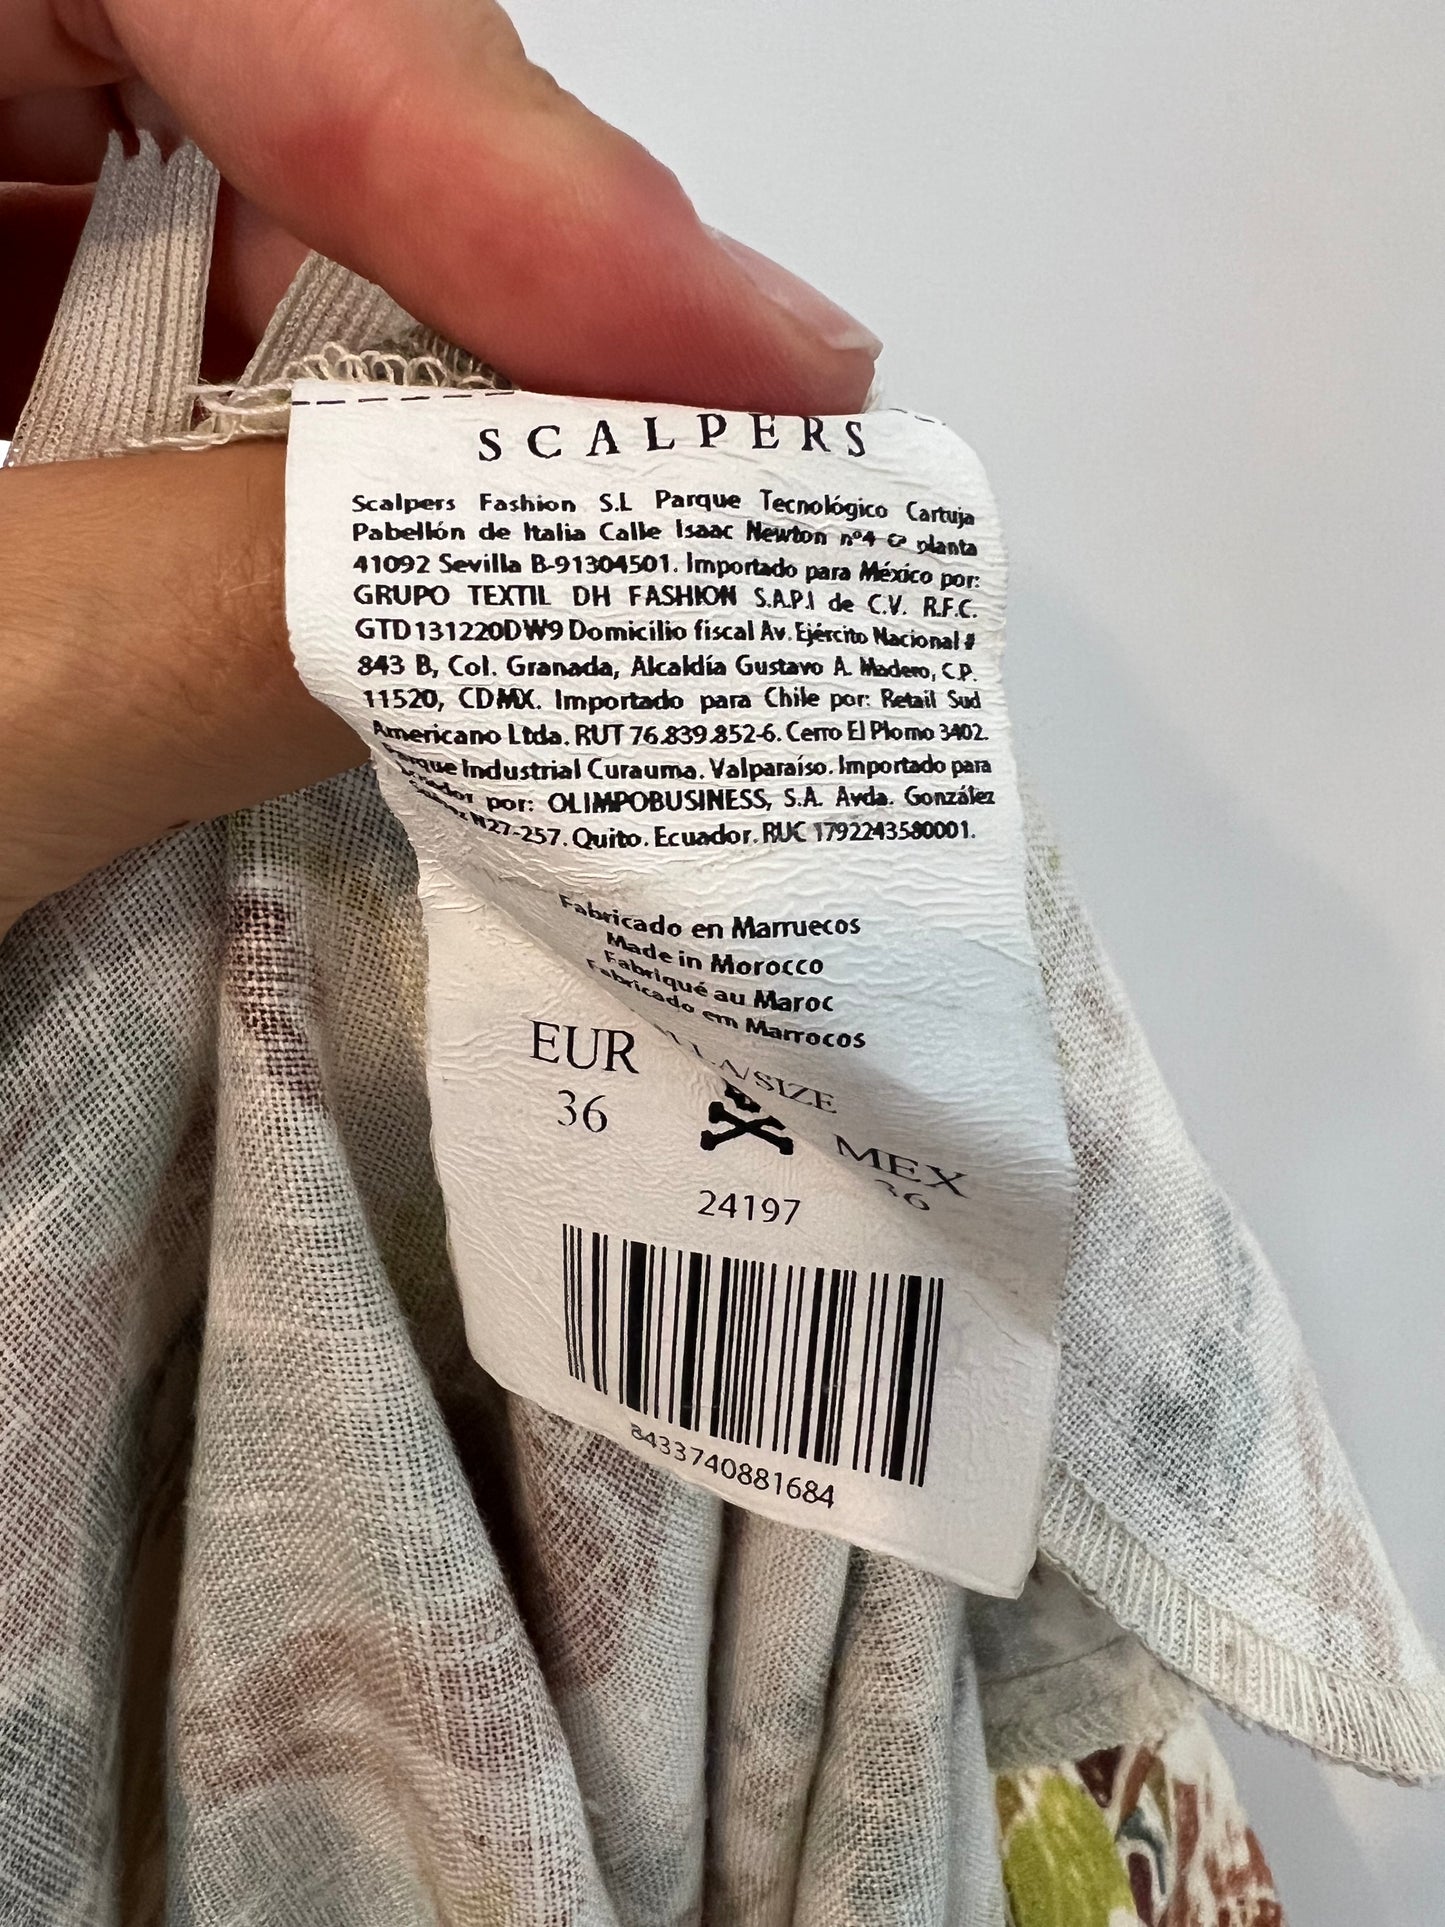 SCALPERS
Scalpers Fashion S.L Parque Tecnológico Cartuja
Pabellón de Italia Calle Isaac Newton nº4 6ª planta
41092 Sevilla B-91304501. Importado para México por:
GRUPO TEXTIL DH FASHION S.A.P.I de C.V. R.F.C.
GTD131220DW9 Domicilio fiscal Av. Ejército Nacional #
843 B, Col. Granada, Alcaldía Gustavo A. Madero, C.P.
11520, CDMX. Importado para Chile por: Retail Sud
Americano Ltda. RUT 76.839.852-6. Cerro El Plomo 3402.
Parque Industrial Curauma. Valparaíso. Importado para
por: OLIMPOBUSINESS, S.A. Avda. González
N27-257. Quito. Ecuador. RUC 1792243580001.
Fabricado en Marruecos
Made in Morocco
Fabriqué au Maroc
Fabricado em Marrocos
/SIZE
EUR MEX
36 36
24197
8433740881684